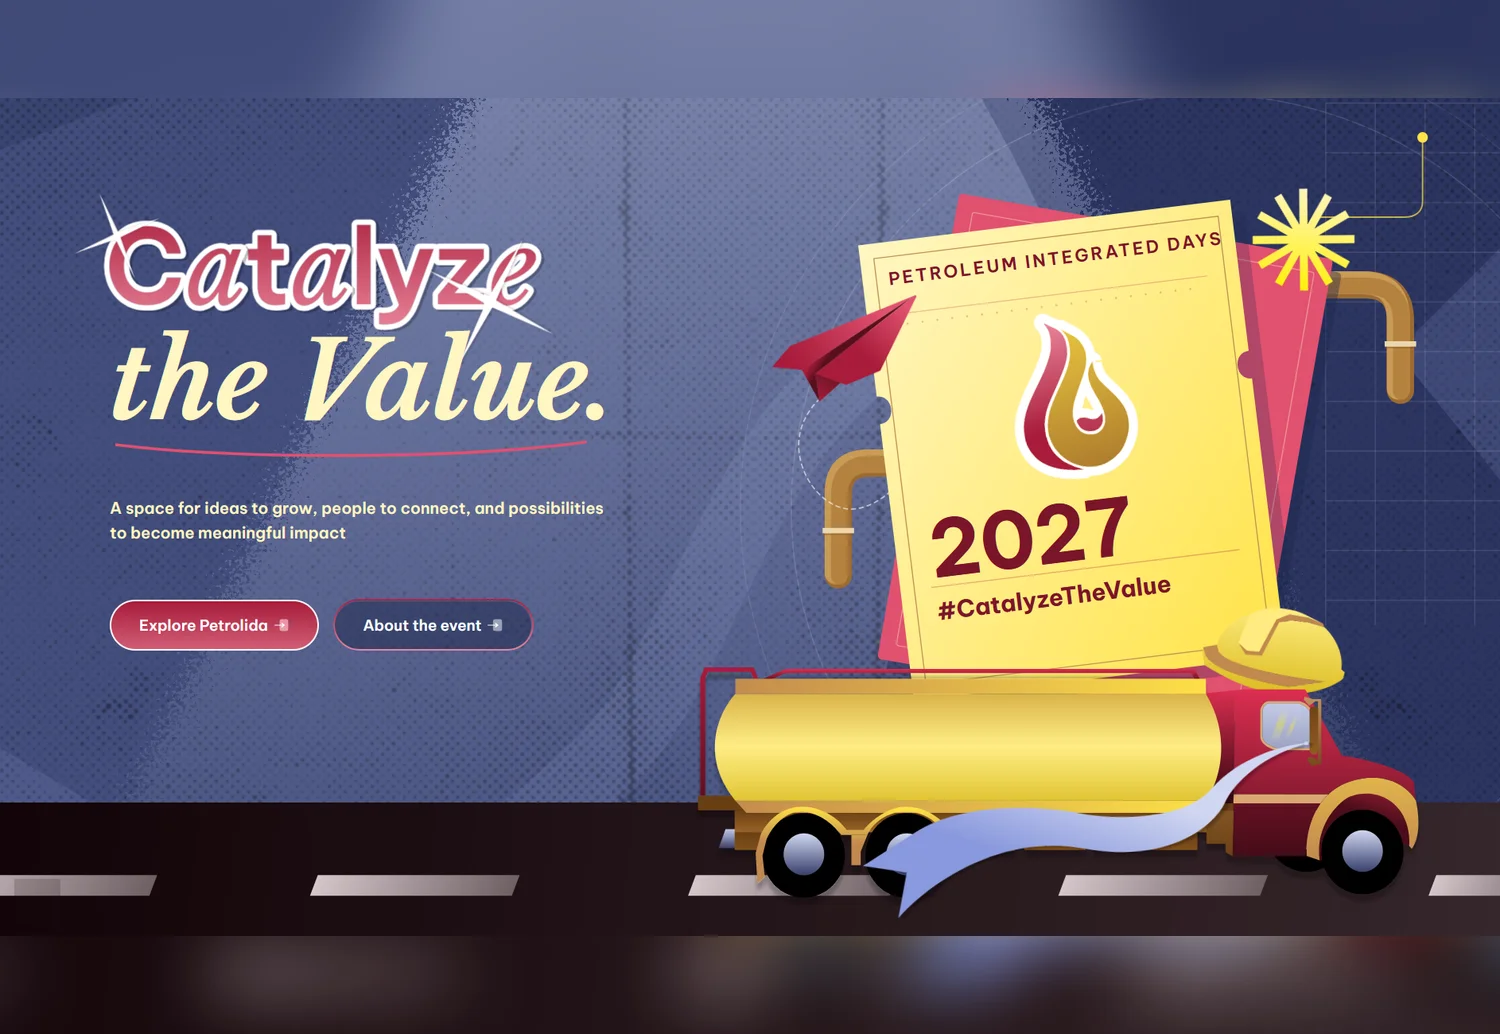 Catalyze
the Value.
A space for ideas to grow, people to connect, and possibilities
to become meaningful impact
Explore Petrolida
About the event
PETROLEUM INTEGRATED DAYS
2027
#CatalyzeTheValue